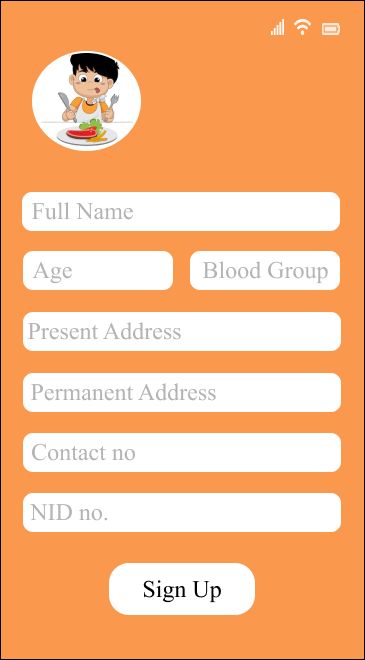 Full Name
Age
Blood Group
Present Address
Permanent Address
Contact no
NID no.
Sign Up